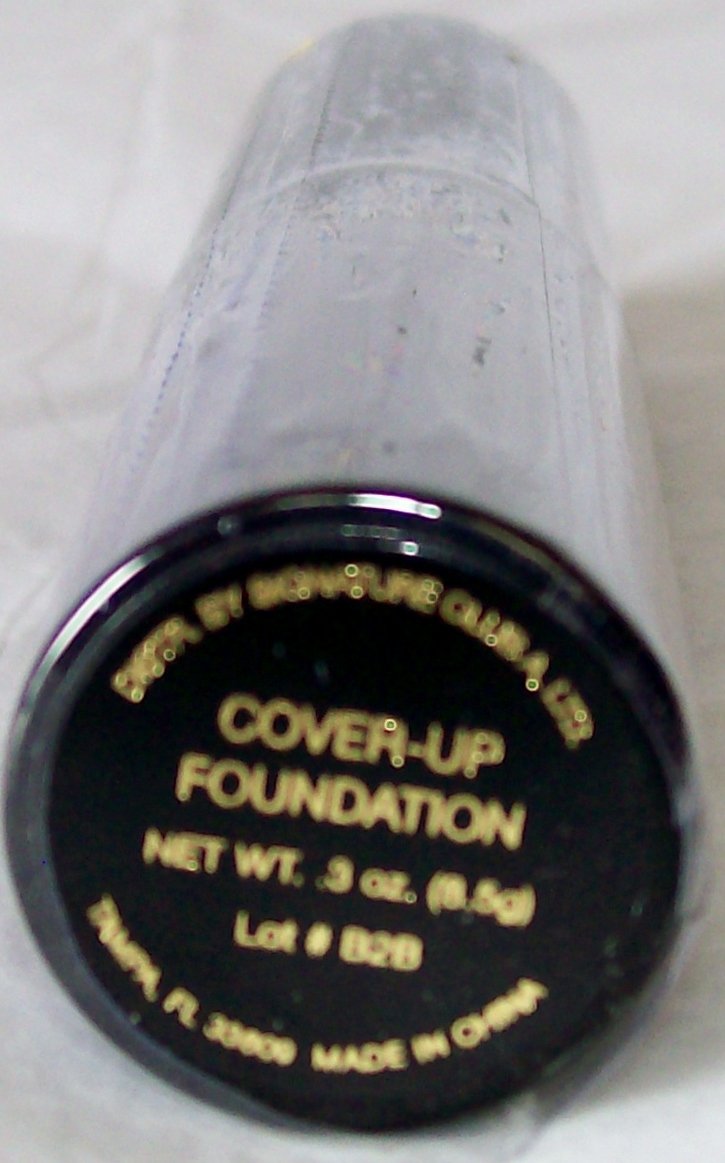 DISTR. BY SIGNATURE CLUB A LTD.
COVER-UP
FOUNDATION
NET WT. .3 oz. (8.5g)
Lot # B2B
TAMPA, FL 33609 MADE IN CHINA